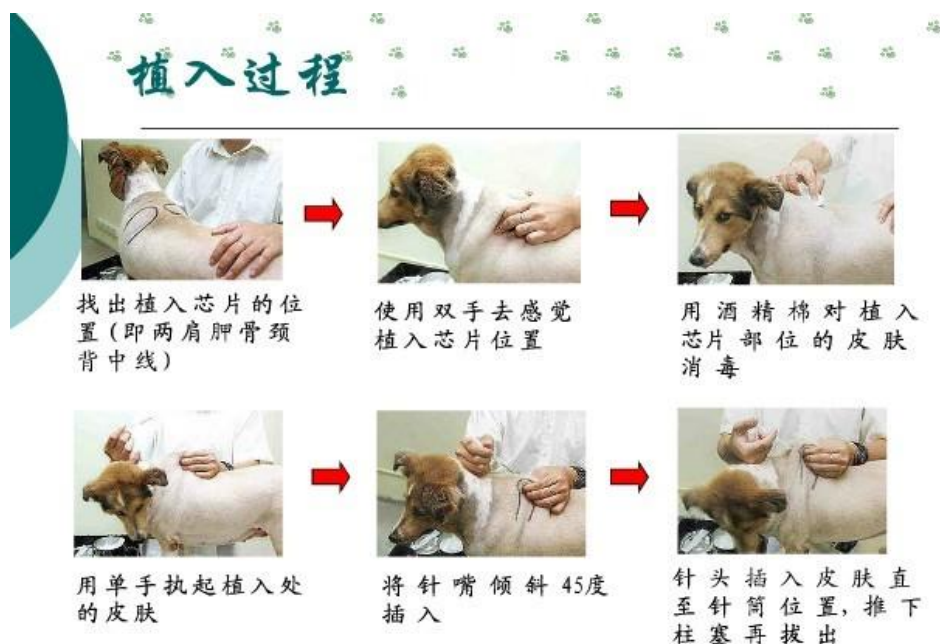 植入过程
找出植入芯片的位
置(即两肩胛骨颈
背中线)
使用双手去感觉
植入芯片位置
用酒精棉对植入
芯片部位的皮肤
消毒
用单手执起植入处
的皮肤
将针嘴倾斜45度
插入
针头插入皮肤直
至针筒位置,推下
柱塞再拔出